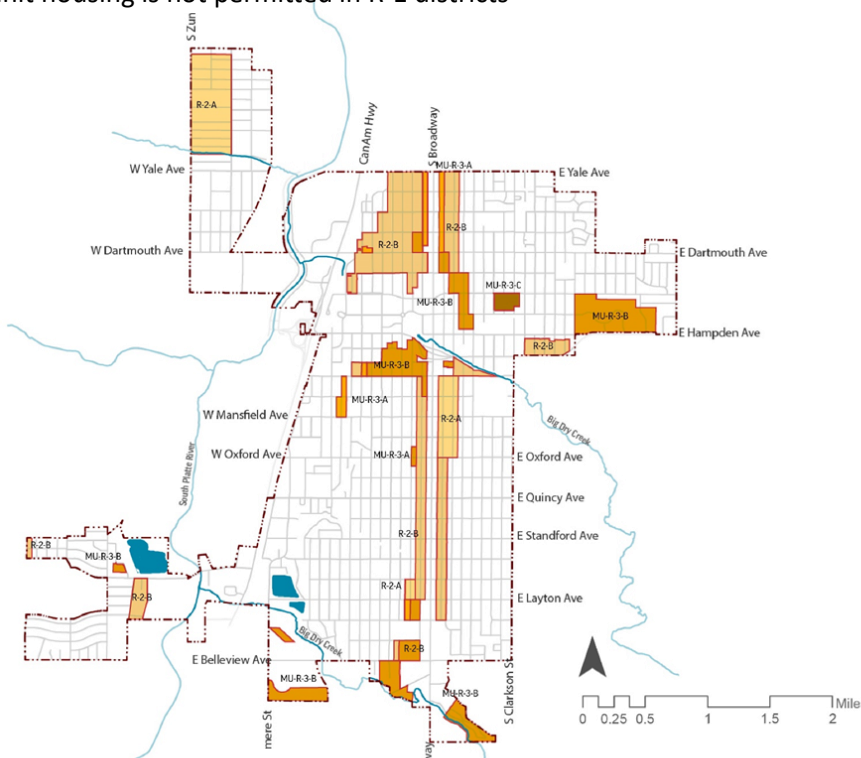 unit housing is not permitted in R-1 districts
S Zun
R-2-A
CanAm Hwy
S Broadway
MU-R-3-A
W Yale Ave
E Yale Ave
R-2-B
R-2-B
W Dartmouth Ave
E Dartmouth Ave
MU-R-3-C
MU-R-3-B
MU-R-3-B
E Hampden Ave
R-2-B
MU-R-3-B
MU-R-3-A
W Mansfield Ave
R-2-A
Big Dry Creek
W Oxford Ave
MU-R-3-A
E Oxford Ave
South Platte River
E Quincy Ave
R-2-B
E Standford Ave
R-2-B
MU-R-3-B
R-2-A
R-2-B
E Layton Ave
Big Dry Creek
R-2-B
E Belleview Ave
MU-R-3-B
MU-R-3-B
S Clarkson S
mere St
way
Mile
0 0.25 0.5 1 1.5 2